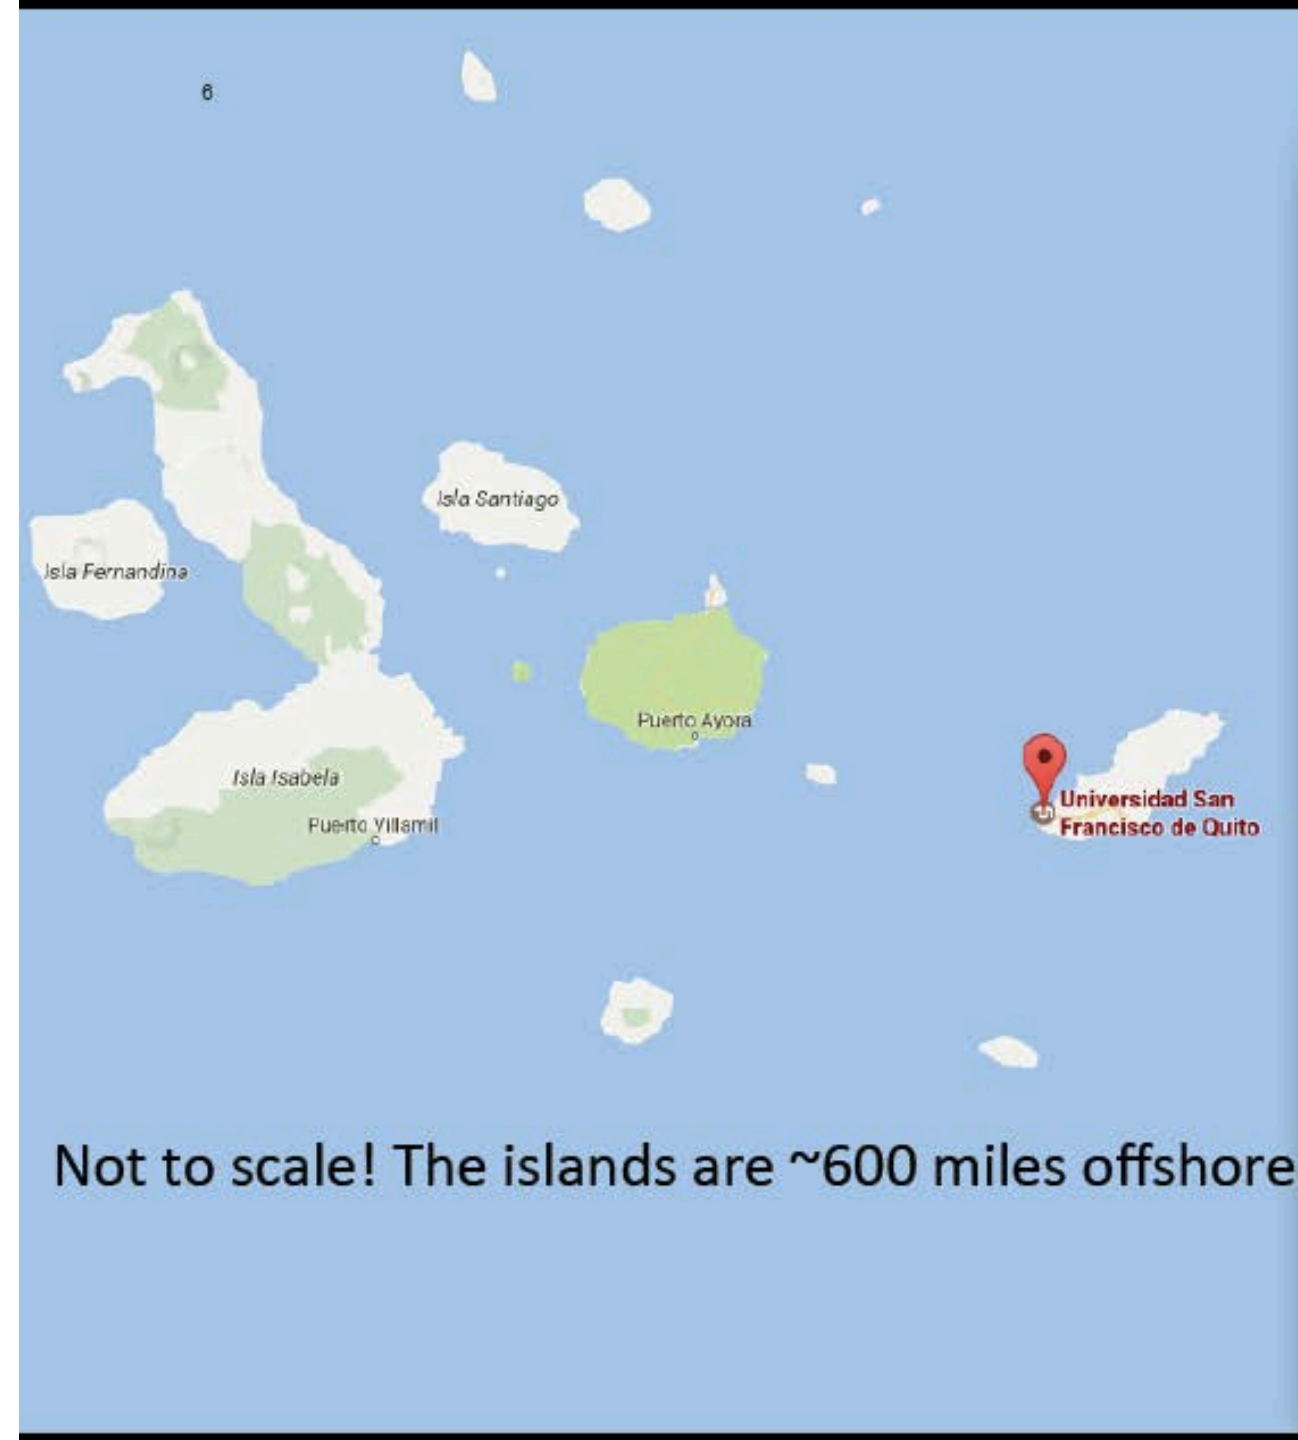 6
Isla Santiago
Isla Fernandina
Puerto Ayora
Isla Isabela
Universidad San
Francisco de Quito
Puerto Villamil
Not to scale! The islands are ~600 miles offshore